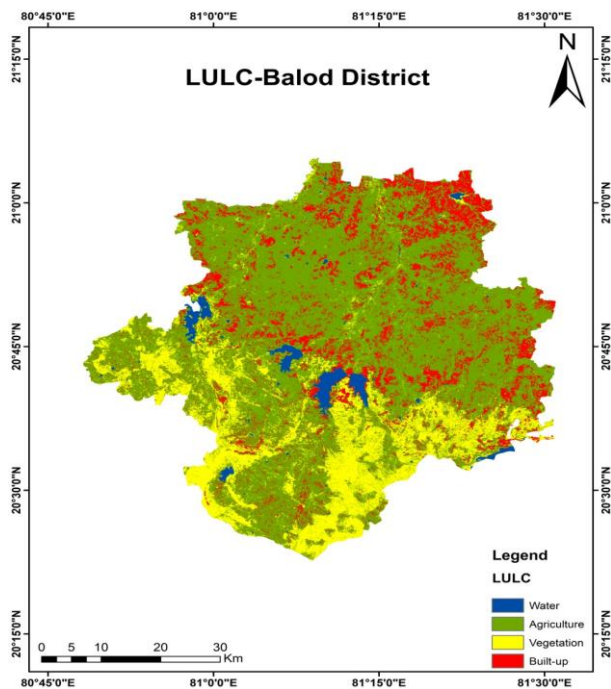 80°45'0"E 81°0'0"E 81°15'0"E 81°30'0"E
N
LULC-Balod District
21°15'0"N 21°15'0"N
21°0'0"N 21°0'0"N
20°45'0"N 20°45'0"N
20°30'0"N 20°30'0"N
20°15'0"N 20°15'0"N
Legend
LULC
Water
Agriculture
Vegetation
Built-up
0 5 10 20 30
Km
80°45'0"E 81°0'0"E 81°15'0"E 81°30'0"E